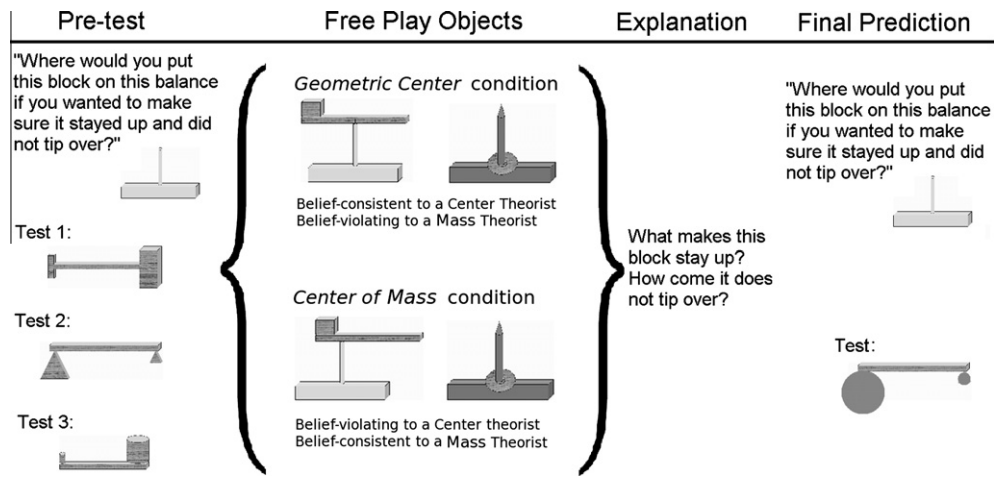 Pre-test
Free Play Objects
Explanation
Final Prediction
"Where would you put
this block on this balance
if you wanted to make
sure it stayed up and did
not tip over?"
Test 1:
Test 2:
Test 3:
Geometric Center condition
Belief-consistent to a Center Theorist
Belief-violating to a Mass Theorist
Center of Mass condition
Belief-violating to a Center theorist
Belief-consistent to a Mass Theorist
What makes this
block stay up?
How come it does
not tip over?
"Where would you put
this block on this balance
if you wanted to make
sure it stayed up and did
not tip over?"
Test: